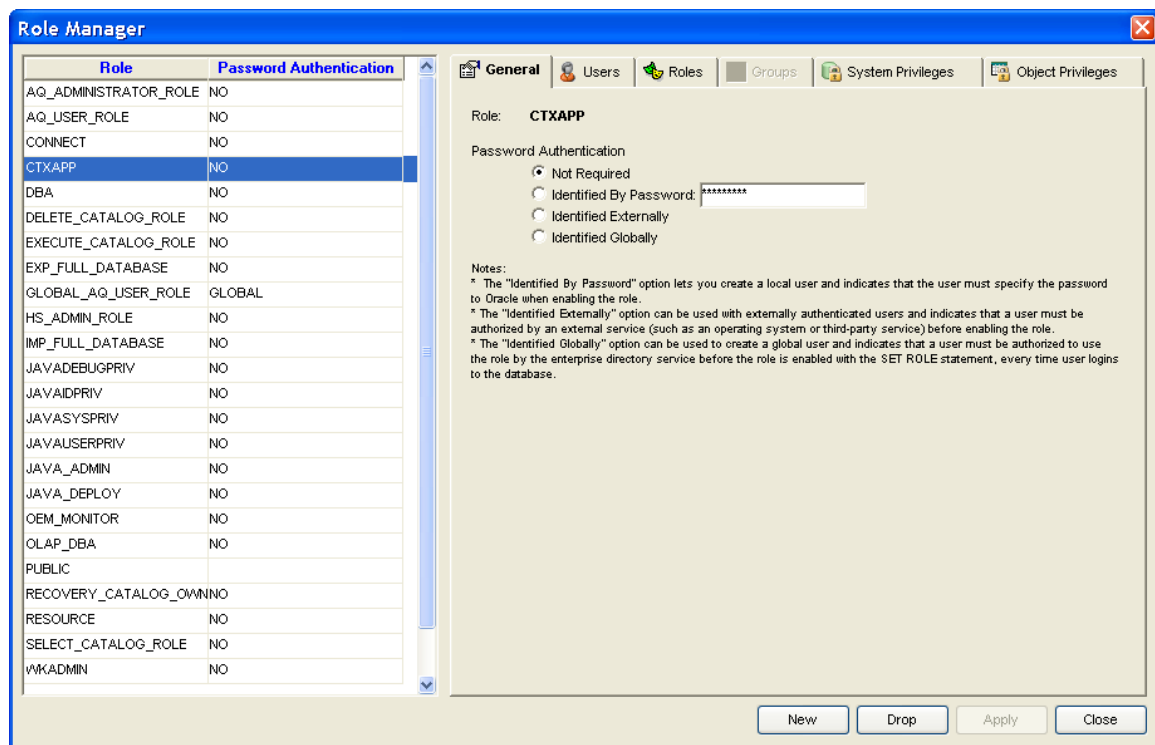 Role Manager
Role Password Authentication
AQ_ADMINISTRATOR_ROLE NO
AQ_USER_ROLE NO
CONNECT NO
CTXAPP NO
DBA NO
DELETE_CATALOG_ROLE NO
EXECUTE_CATALOG_ROLE NO
EXP_FULL_DATABASE NO
GLOBAL_AQ_USER_ROLE GLOBAL
HS_ADMIN_ROLE NO
IMP_FULL_DATABASE NO
JAVADEBUGPRIV NO
JAVAIDPRIV NO
JAVASYSPRIV NO
JAVAUSERPRIV NO
JAVA_ADMIN NO
JAVA_DEPLOY NO
OEM_MONITOR NO
OLAP_DBA NO
PUBLIC
RECOVERY_CATALOG_OWN NO
RESOURCE NO
SELECT_CATALOG_ROLE NO
WKADMIN NO
General Users Roles Groups System Privileges Object Privileges
Role: CTXAPP
Password Authentication
Not Required
Identified By Password: *********
Identified Externally
Identified Globally
Notes:
* The "Identified By Password" option lets you create a local user and indicates that the user must specify the password
to Oracle when enabling the role.
* The "Identified Externally" option can be used with externally authenticated users and indicates that a user must be
authorized by an external service (such as an operating system or third-party service) before enabling the role.
* The "Identified Globally" option can be used to create a global user and indicates that a user must be authorized to use
the role by the enterprise directory service before the role is enabled with the SET ROLE statement, every time user logins
to the database.
New Drop Apply Close